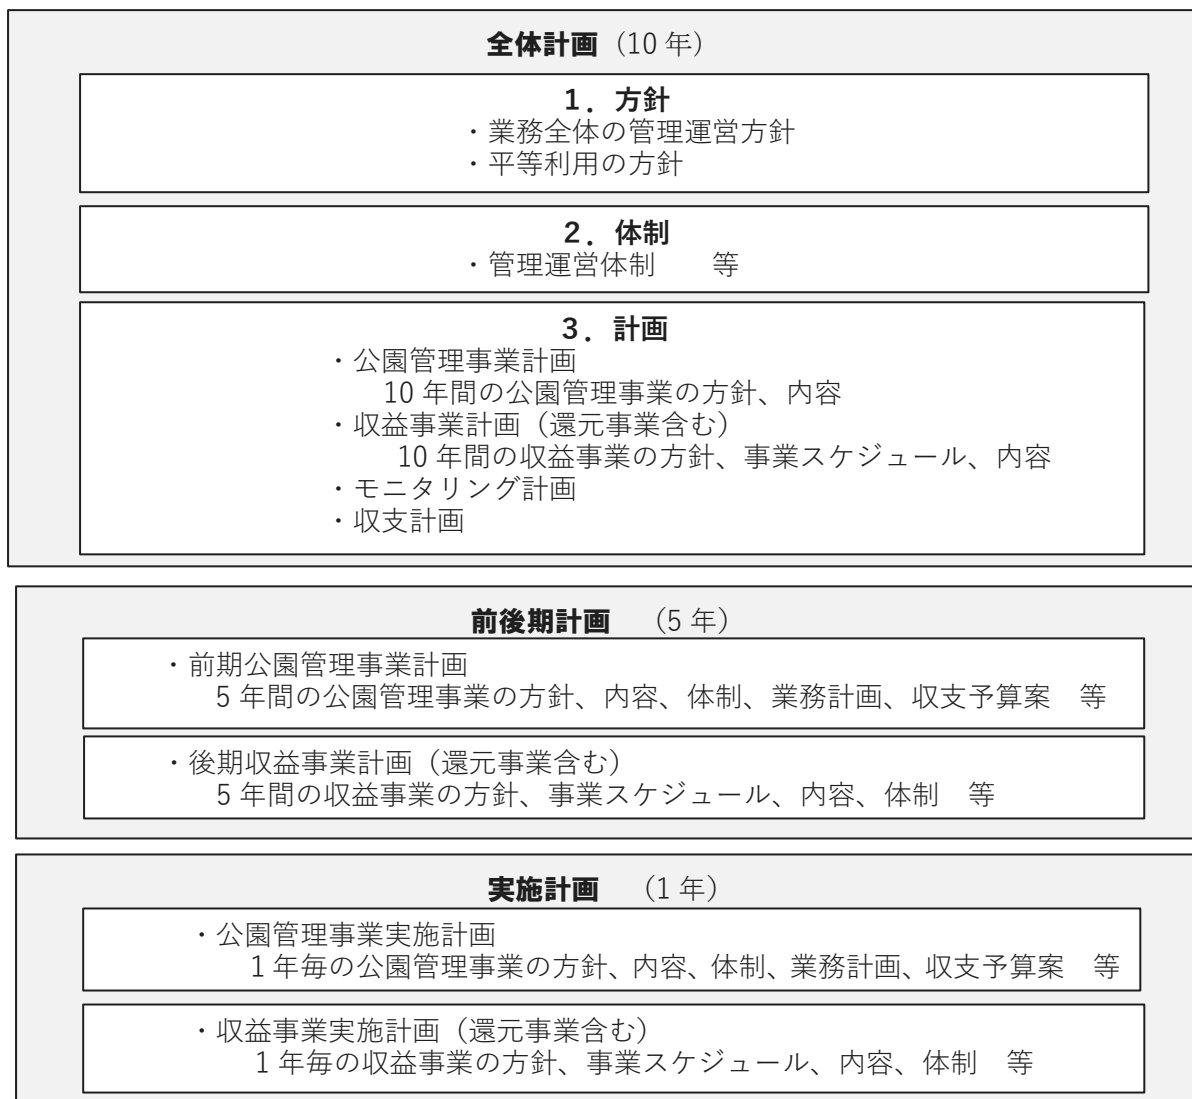 全体計画（10 年）
１．方針
・業務全体の管理運営方針
・平等利用の方針
２．体制
・管理運営体制　　等
３．計画
・公園管理事業計画
10 年間の公園管理事業の方針、内容
・収益事業計画（還元事業含む）
10 年間の収益事業の方針、事業スケジュール、内容
・モニタリング計画
・収支計画
前後期計画　（5 年）
・前期公園管理事業計画
5 年間の公園管理事業の方針、内容、体制、業務計画、収支予算案　等
・後期収益事業計画（還元事業含む）
5 年間の収益事業の方針、事業スケジュール、内容、体制　等
実施計画　（1 年）
・公園管理事業実施計画
1 年毎の公園管理事業の方針、内容、体制、業務計画、収支予算案　等
・収益事業実施計画（還元事業含む）
1 年毎の収益事業の方針、事業スケジュール、内容、体制　等